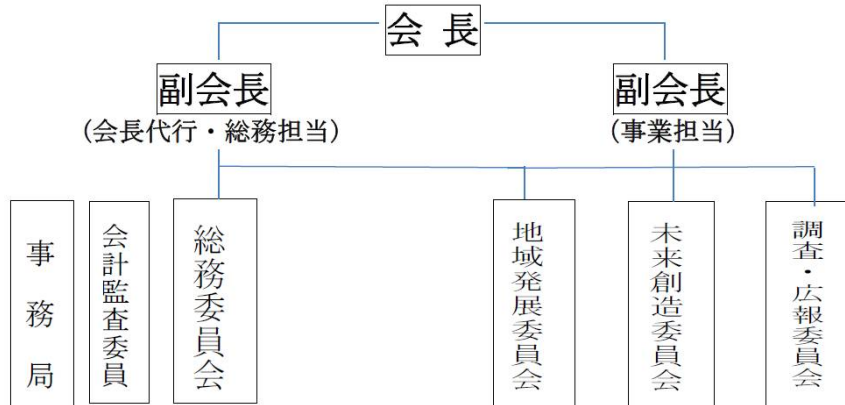 会 長
副会長
(会長代行・総務担当)
副会長
(事業担当)
事務局
会計監査委員
総務委員会
地域発展委員会
未来創造委員会
調査・広報委員会